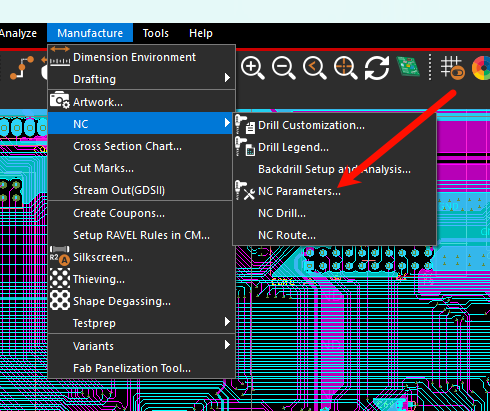 Analyze Manufacture Tools Help
Dimension Environment
Drafting
Artwork...
NC
Cross Section Chart...
Cut Marks...
Stream Out(GDSII)
Create Coupons...
Setup RAVEL Rules in CM...
Silkscreen...
Thieving...
Shape Degassing...
Testprep
Variants
Fab Panelization Tool...
Drill Customization...
Drill Legend...
Backdrill Setup and Analysis...
NC Parameters...
NC Drill...
NC Route...